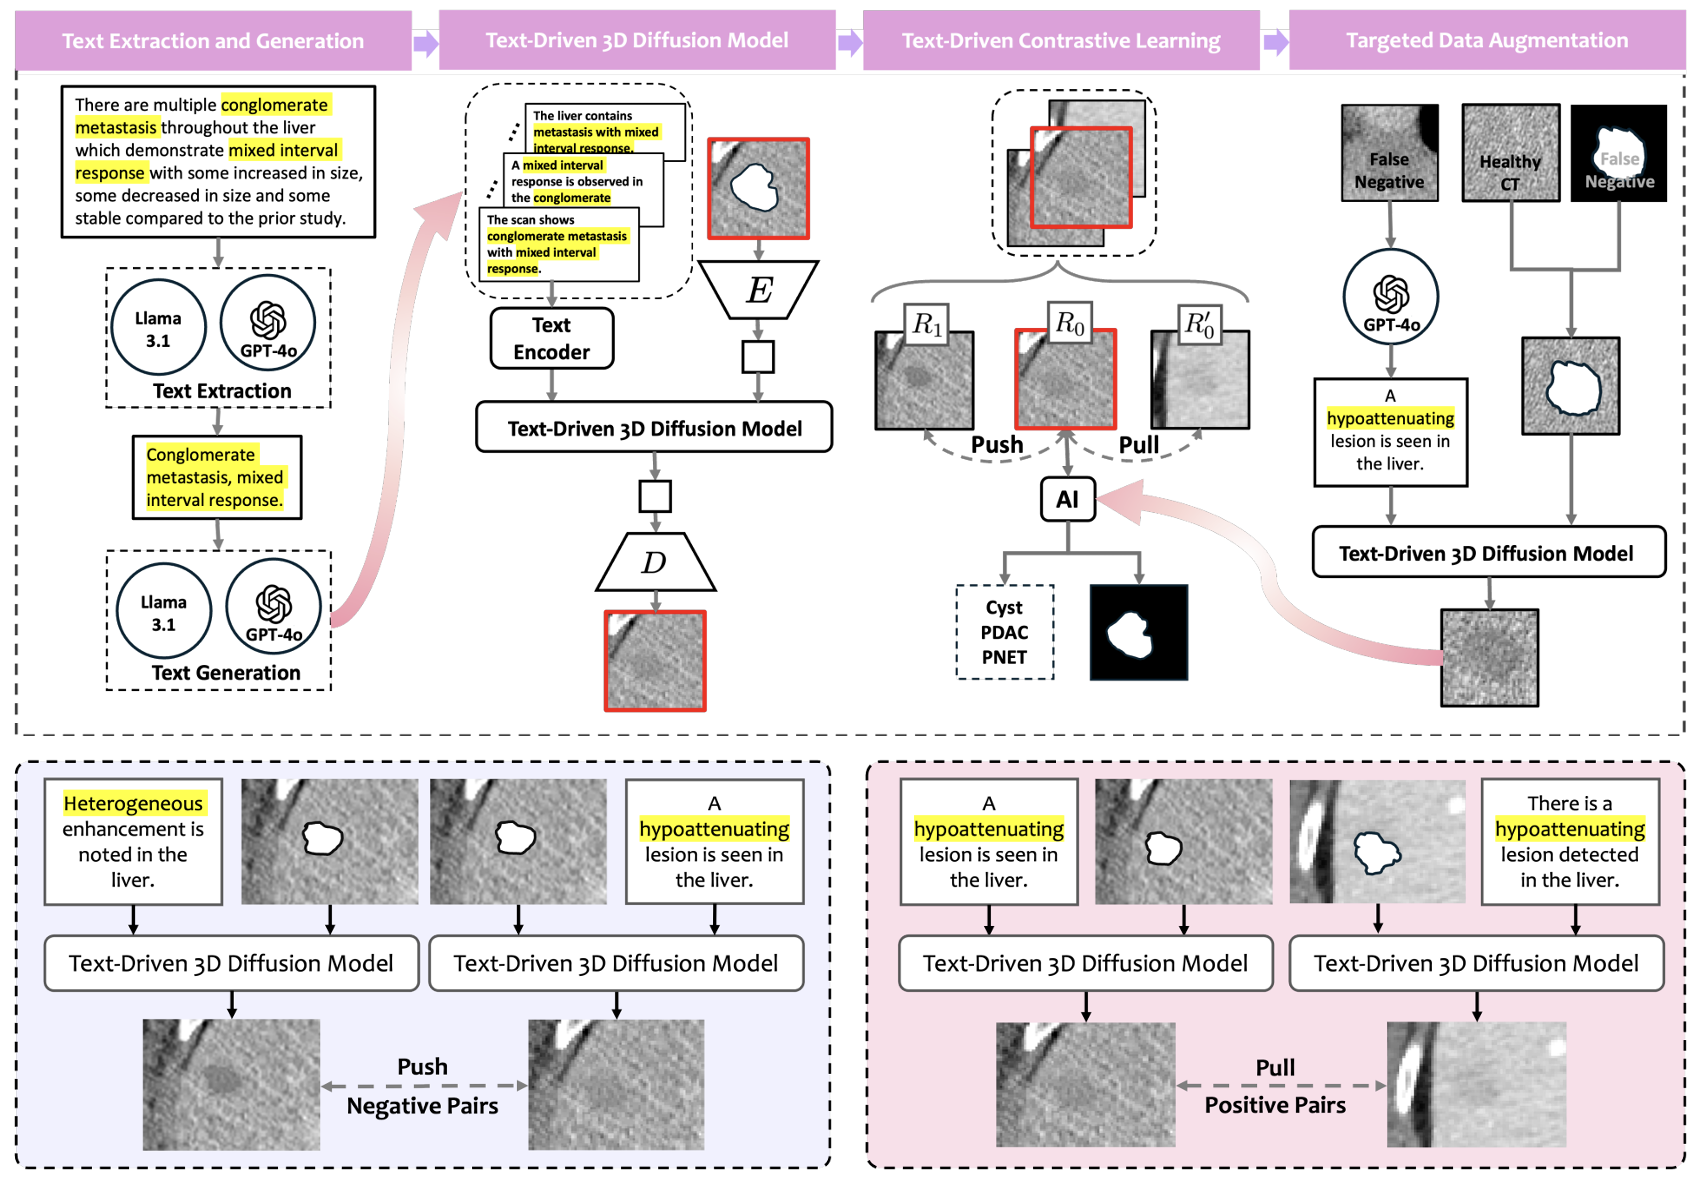 Text Extraction and Generation
Text-Driven 3D Diffusion Model
Text-Driven Contrastive Learning
Targeted Data Augmentation
There are multiple conglomerate
metastasis throughout the liver
which demonstrate mixed interval
response with some increased in size,
some decreased in size and some
stable compared to the prior study.
Llama
3.1
GPT-4o
Text Extraction
Conglomerate
metastasis, mixed
interval response.
Llama
3.1
GPT-4o
Text Generation
The liver contains
metastasis with mixed
interval response.
A mixed interval
response is observed in
the conglomerate
The scan shows
conglomerate metastasis
with mixed interval
response.
Text
Encoder
E
Text-Driven 3D Diffusion Model
D
R₁
R₀
R₀′
Push
Pull
AI
Cyst
PDAC
PNET
False
Negative
Healthy
CT
False
Negative
GPT-4o
A
hypoattenuating
lesion is seen in
the liver.
Text-Driven 3D Diffusion Model
Heterogeneous
enhancement is
noted in the
liver.
A
hypoattenuating
lesion is seen in
the liver.
Text-Driven 3D Diffusion Model
Text-Driven 3D Diffusion Model
Push
Negative Pairs
A
hypoattenuating
lesion is seen in
the liver.
There is a
hypoattenuating
lesion detected
in the liver.
Text-Driven 3D Diffusion Model
Text-Driven 3D Diffusion Model
Pull
Positive Pairs